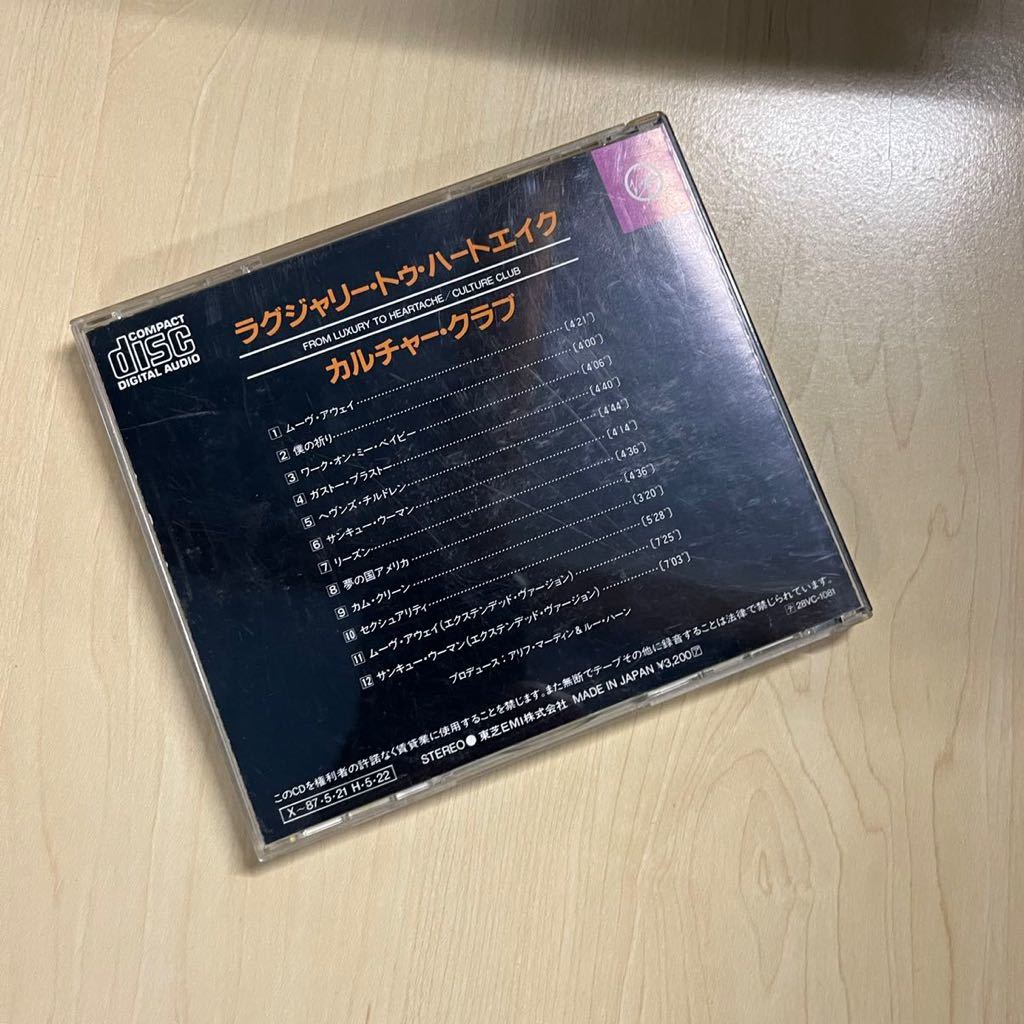 COMPACT
disc
DIGITAL AUDIO
ラグジャリー・トゥ・ハートエイク
FROM LUXURY TO HEARTACHE/CULTURE CLUB
カルチャー・クラブ
1 ムーヴ・アウェイ……(4'21")
2 僕の祈り……(4'00")
3 ワーク・オン・ミー・ベイビー……(4'06")
4 ガストー・ブラストー……(4'40")
5 ヘヴンズ・チルドレン……(4'44")
6 サンキュー・ウーマン……(4'14")
7 リーズン……(4'36")
8 夢の国アメリカ……(4'36")
9 カム・クリーン……(3'20")
10 セクシュアリティ……(5'28")
11 ムーヴ・アウェイ(エクステンデッド・ヴァージョン)……(7'25")
12 サンキュー・ウーマン(エクステンデッド・ヴァージョン)……(7'03")
プロデュース:アリフ・マーディン&ルー・ハーン
このCDを権利者の許諾なく賃貸業に使用することを禁じます。また無断でテープその他に録音することは法律で禁じられています。
X〜87・5・21 H・5・22
STEREO●東芝EMI株式会社 MADE IN JAPAN ¥3,200
28VC-1081